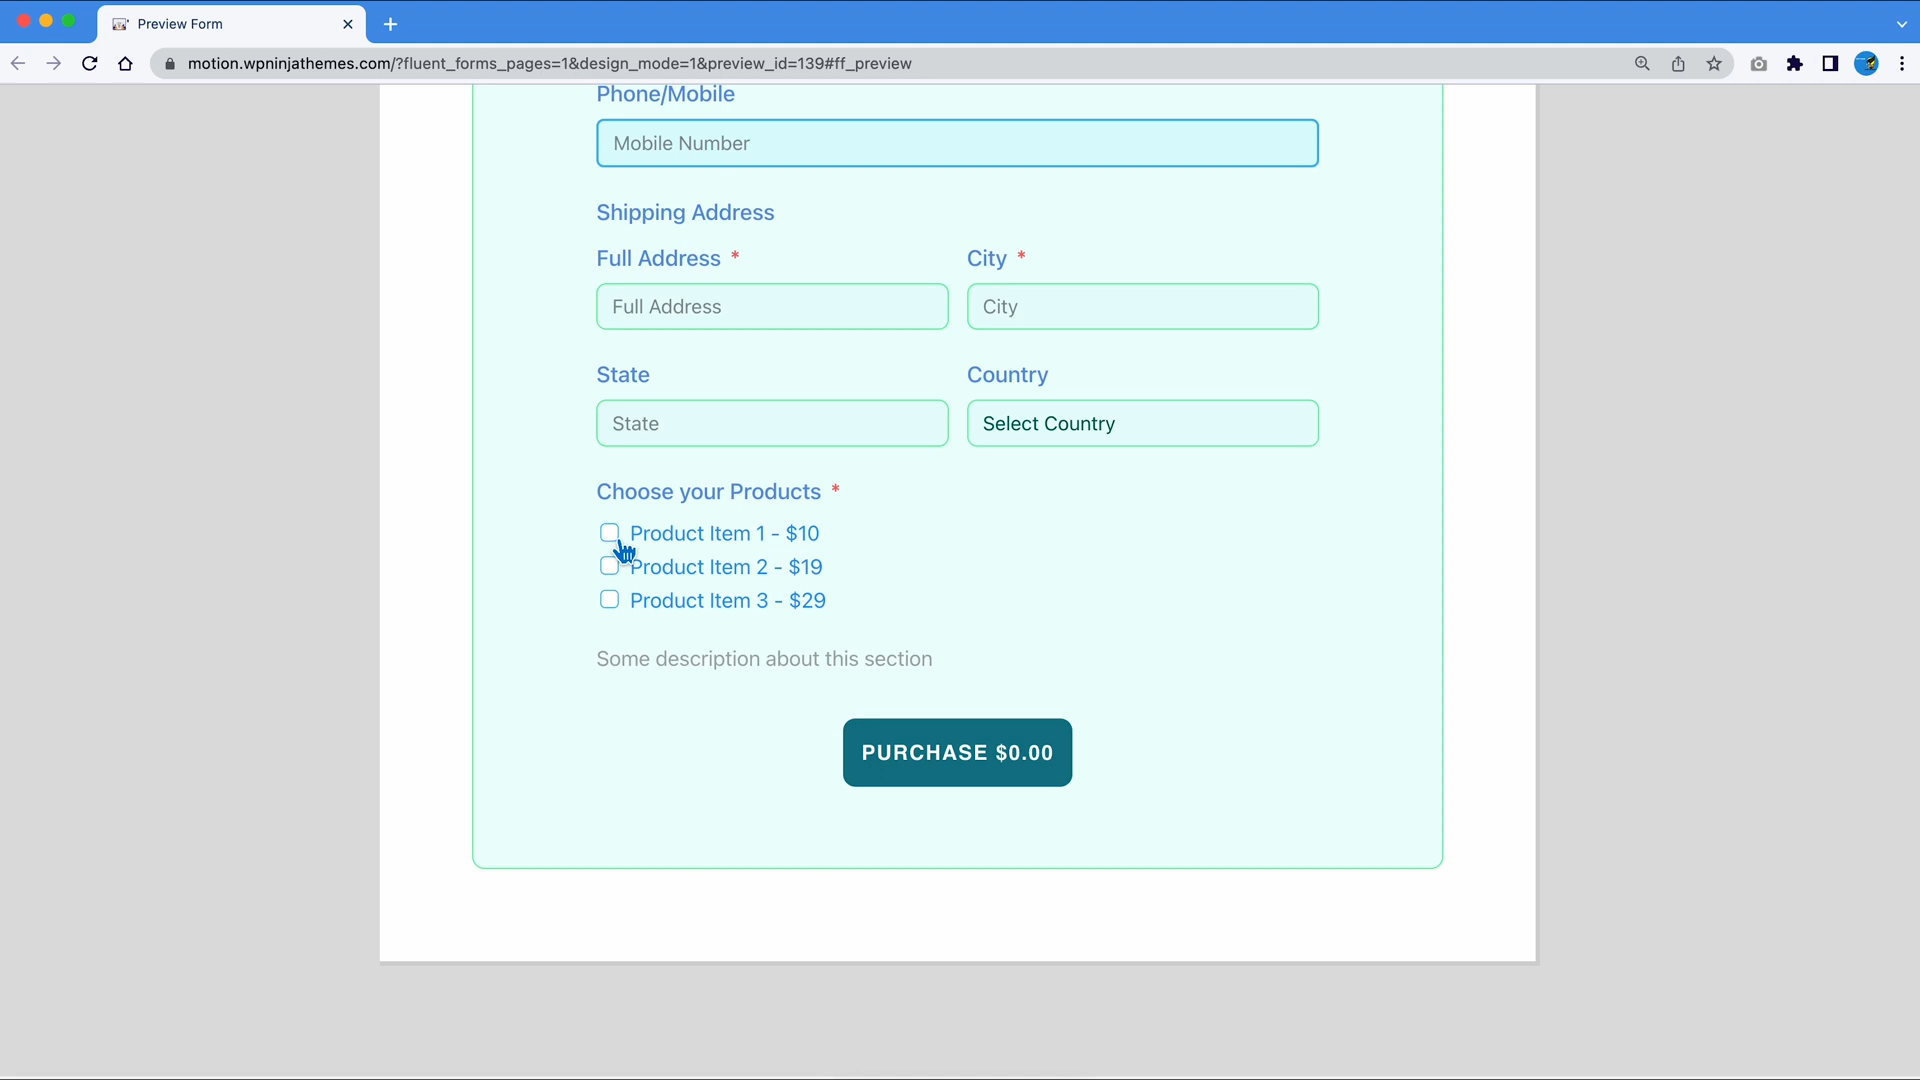 Preview Form
motion.wpninjathemes.com/?fluent_forms_pages=1&design_mode=1&preview_id=139#ff_preview
Phone/Mobile
Mobile Number
Shipping Address
Full Address * City *
Full Address City
State Country
State Select Country
Choose your Products *
Product Item 1 - $10
Product Item 2 - $19
Product Item 3 - $29
Some description about this section
PURCHASE $0.00